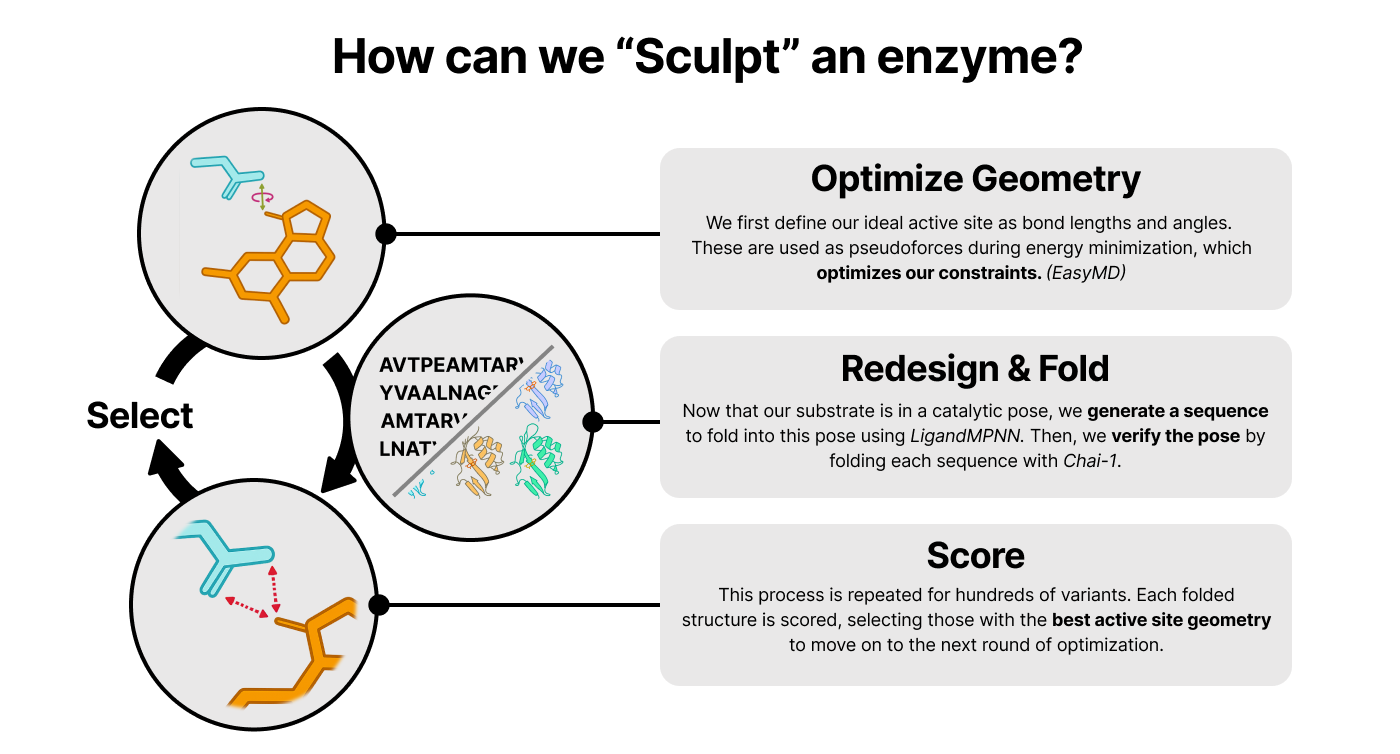 How can we “Sculpt” an enzyme?
Optimize Geometry
We first define our ideal active site as bond lengths and angles.
These are used as pseudoforces during energy minimization, which
optimizes our constraints. (EasyMD)
AVTPEAMTARV
YVAALNAG
AMTARV
LNAT
Select
Redesign & Fold
Now that our substrate is in a catalytic pose, we generate a sequence
to fold into this pose using LigandMPNN. Then, we verify the pose by
folding each sequence with Chai-1.
Score
This process is repeated for hundreds of variants. Each folded
structure is scored, selecting those with the best active site geometry
to move on to the next round of optimization.